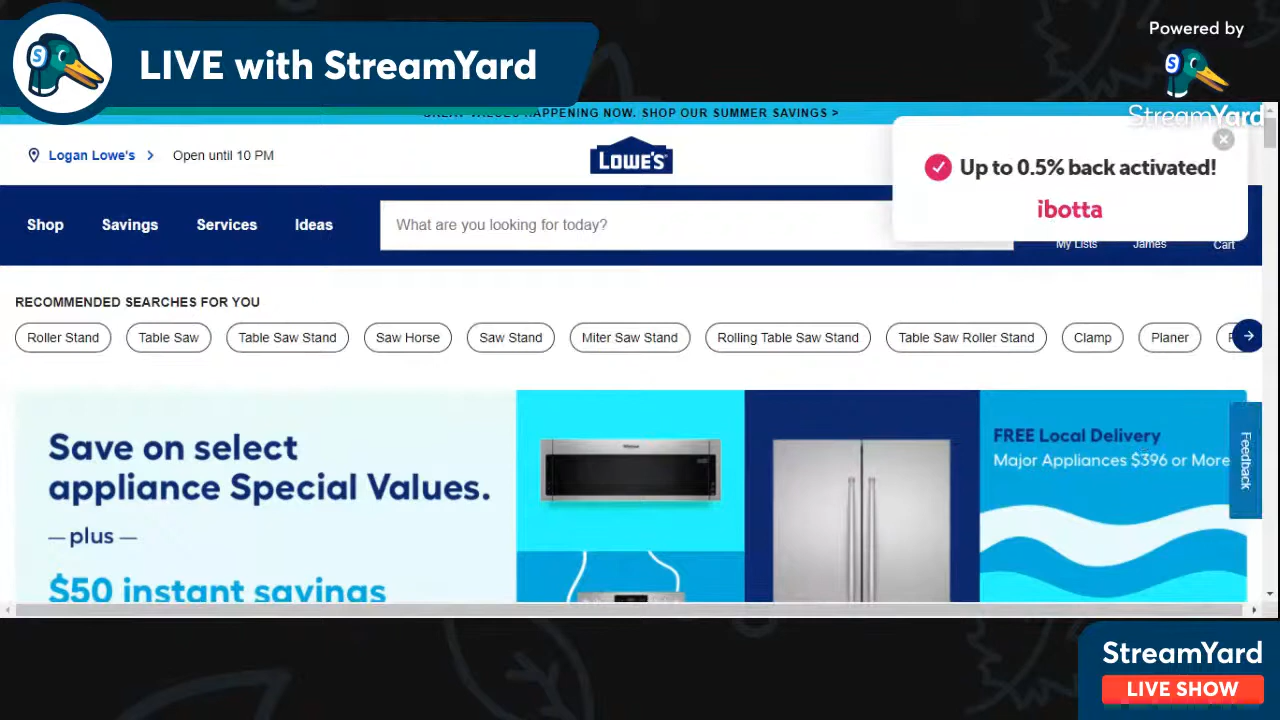 LIVE with StreamYard
Powered by
StreamYard
HAPPENING NOW. SHOP OUR SUMMER SAVINGS >
Logan Lowe's
Open until 10 PM
LOWE'S
Up to 0.5% back activated!
ibotta
Shop Savings Services Ideas
What are you looking for today?
My Lists James Cart
RECOMMENDED SEARCHES FOR YOU
Roller Stand Table Saw Table Saw Stand Saw Horse Saw Stand Miter Saw Stand Rolling Table Saw Stand Table Saw Roller Stand Clamp Planer
Save on select
appliance Special Values.
— plus —
$50 instant savings
FREE Local Delivery
Major Appliances $396 or More
Feedback
StreamYard
LIVE SHOW